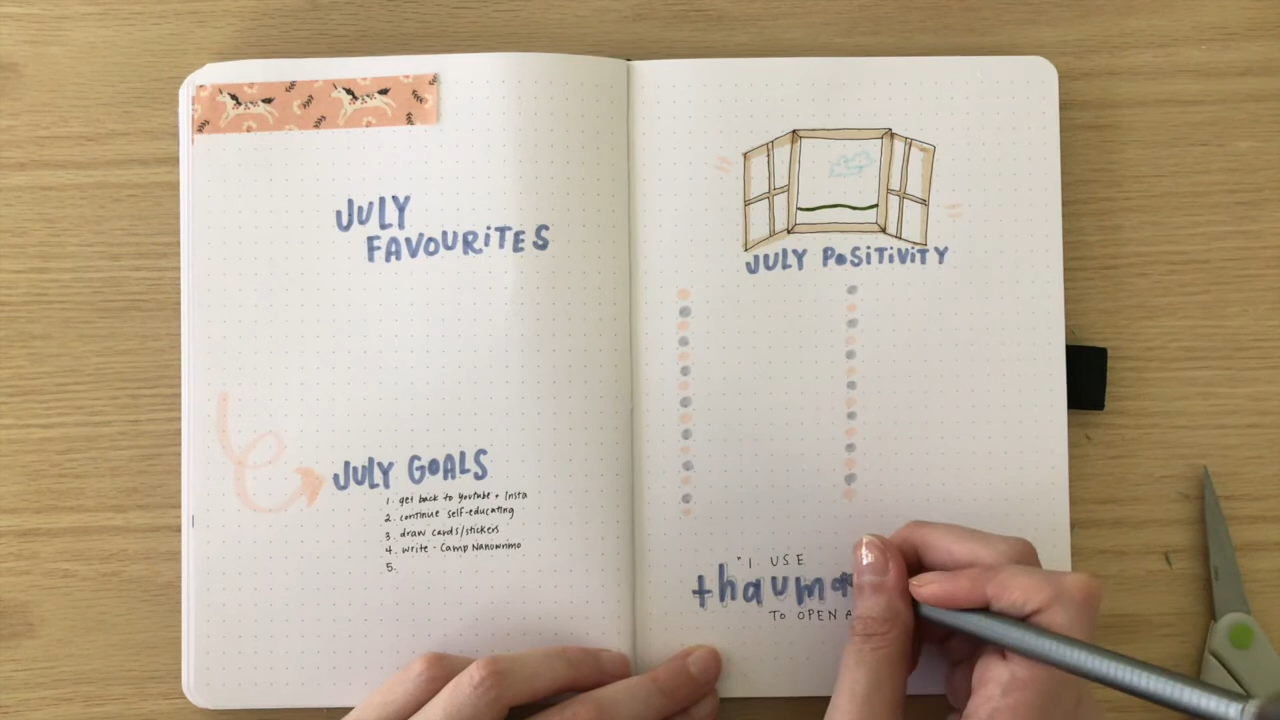 JULY
FAVOURITES
JULY GOALS
1. get back to Youtube + Insta
2. continue self-educating
3. draw cards/stickers
4. write - Camp Nanowrimo
5.
JULY POSITIVITY
"I USE
TO OPEN